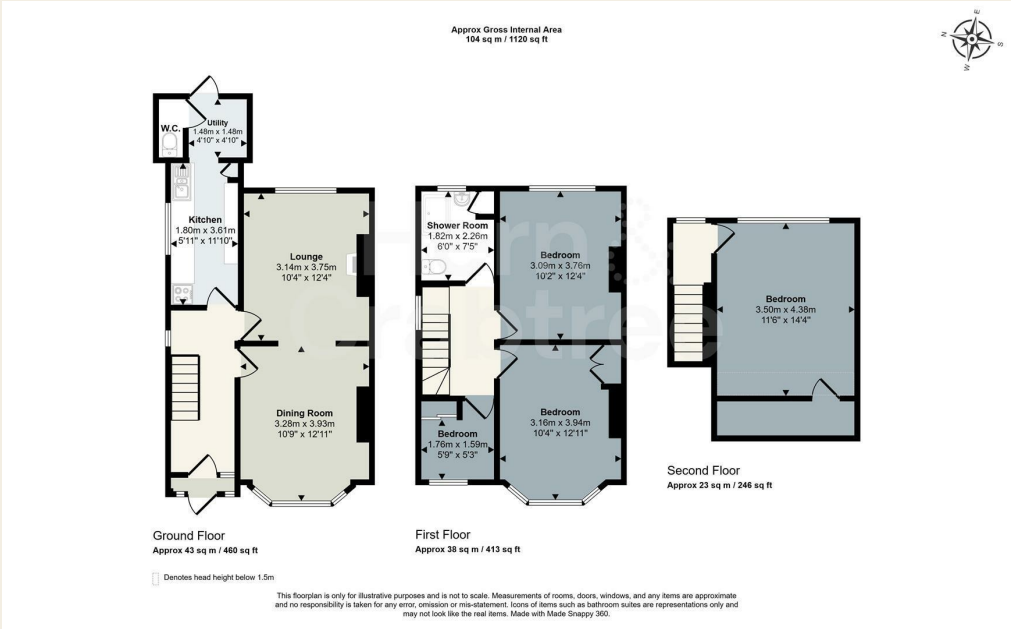 Approx Gross Internal Area
104 sq m / 1120 sq ft
N
E
S
W
W.C.
Utility
1.48m x 1.48m
4'10" x 4'10"
Kitchen
1.80m x 3.61m
5'11" x 11'10"
Lounge
3.14m x 3.75m
10'4" x 12'4"
Dining Room
3.28m x 3.93m
10'9" x 12'11"
Shower Room
1.82m x 2.26m
6'0" x 7'5"
Bedroom
3.09m x 3.76m
10'2" x 12'4"
Bedroom
1.76m x 1.59m
5'9" x 5'3"
Bedroom
3.16m x 3.94m
10'4" x 12'11"
Bedroom
3.50m x 4.38m
11'6" x 14'4"
Ground Floor
Approx 43 sq m / 460 sq ft
First Floor
Approx 38 sq m / 413 sq ft
Second Floor
Approx 23 sq m / 246 sq ft
Denotes head height below 1.5m
This floorplan is only for illustrative purposes and is not to scale. Measurements of rooms, doors, windows, and any items are approximate
and no responsibility is taken for any error, omission or mis-statement. Icons of items such as bathroom suites are representations only and
may not look like the real items. Made with Made Snappy 360.
Crabtree